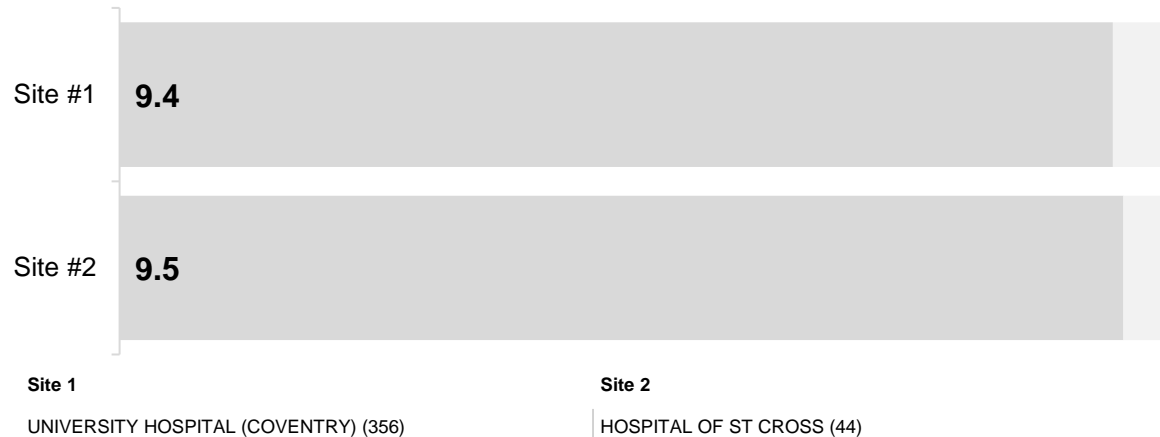 Site #1 9.4
Site #2 9.5
Site 1 Site 2
UNIVERSITY HOSPITAL (COVENTRY) (356) HOSPITAL OF ST CROSS (44)